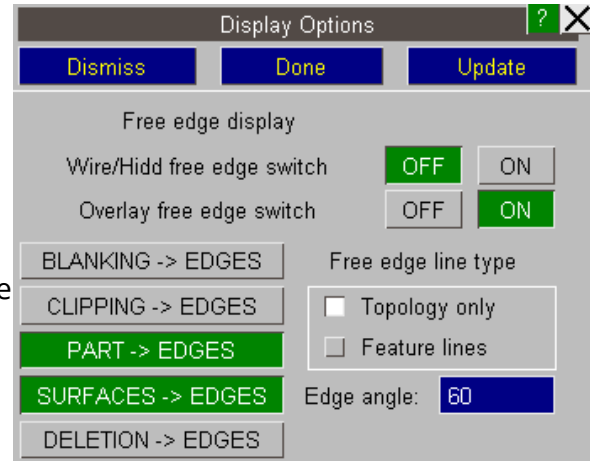 Display Options ? X
Dismiss Done Update
Free edge display
Wire/Hidd free edge switch OFF ON
Overlay free edge switch OFF ON
BLANKING -> EDGES Free edge line type
e
CLIPPING -> EDGES Topology only
PART -> EDGES Feature lines
SURFACES -> EDGES Edge angle: 60
DELETION -> EDGES